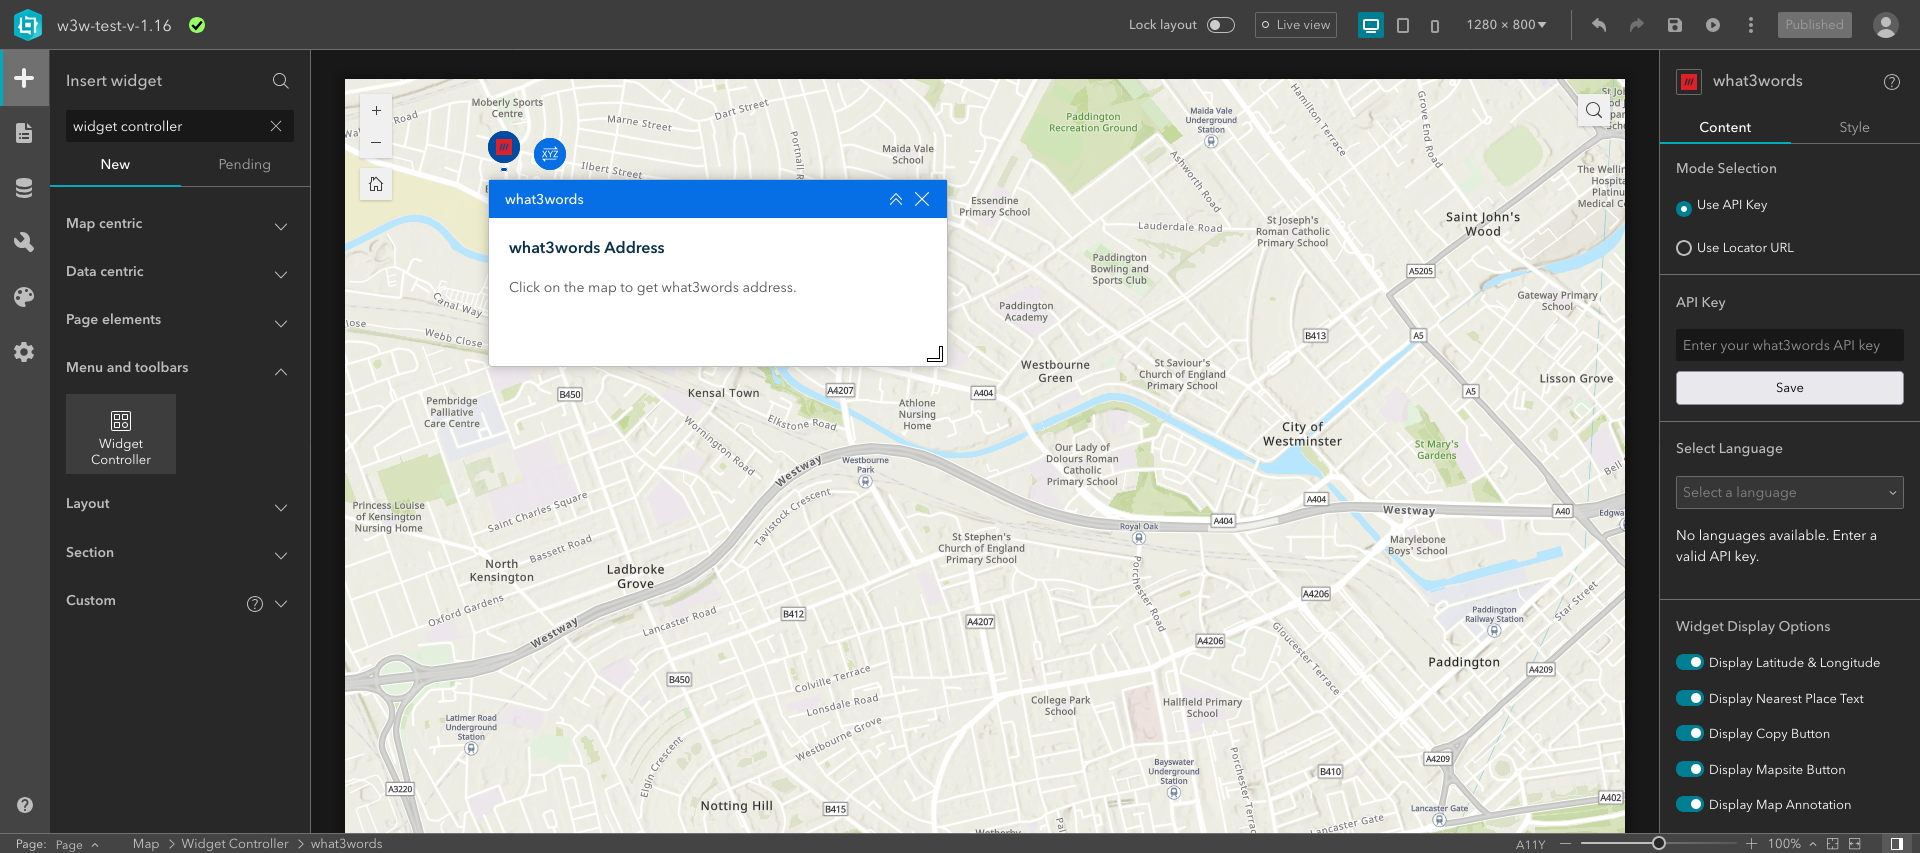 w3w-test-v-1.16
Lock layout
Live view
1280 × 800
Published
Insert widget
widget controller
New
Pending
Map centric
Data centric
Page elements
Menu and toolbars
Widget
Controller
Layout
Section
Custom
Moberly Sports
Centre
Dart Street
Marne Street
Ilbert Street
XYZ
Maida Vale
School
Paddington
Recreation Ground
Maida Vale
Underground
Station
Hamilton Terrace
Grove End Road
Ashworth Road
Essendine
Primary School
Lauderdale Road
St Joseph's
Roman Catholic
Primary School
Saint John's
Wood
what3words
what3words Address
Click on the map to get what3words address.
Paddington
Bowling and
Sports Club
A5205
Gateway Primary
School
Canal Way
Webb Close
Paddington
Academy
B413
A5
Westbourne
Green
St Saviour's
Church of England
Primary School
Lisson Grove
A5
B450
Kensal Town
A4207
A404
Pembridge
Palliative
Care Centre
Athlone
Nursing
Home
Elkstone Road
Wornington Road
City of
Westminster
St Mary's
Gardens
Our Lady of
Dolours Roman
Catholic
Primary School
Westway
Westbourne
Park
Princess Louise
of Kensington
Nursing Home
Saint Charles Square
Tavistock Crescent
A404
Westway
A40
Royal Oak
A404
Bassett Road
St Stephen's
Church of England
Primary School
Marylebone
Boys' School
North
Kensington
Ladbroke
Grove
Porchester Road
Star Street
Oxford Gardens
B412
A4207
A4206
Paddington
Railway Station
Lancaster Road
Westway
A4206
Gloucester Terrace
Paddington
A4209
B450
Colville Terrace
Lonsdale Road
College Park
School
Hallfield Primary
School
Latimer Road
Underground
Station
Westbourne Grove
Elgin Crescent
Bayswater
Underground
Station
B410
A4209
A3220
Notting Hill
B415
A402
Lancaster Gate
Lancaster Gate
what3words
Content
Style
Mode Selection
Use API Key
Use Locator URL
API Key
Enter your what3words API key
Save
Select Language
Select a language
No languages available. Enter a
valid API key.
Widget Display Options
Display Latitude & Longitude
Display Nearest Place Text
Display Copy Button
Display Mapsite Button
Display Map Annotation
Page: Page
Map > Widget Controller > what3words
A11Y
100%